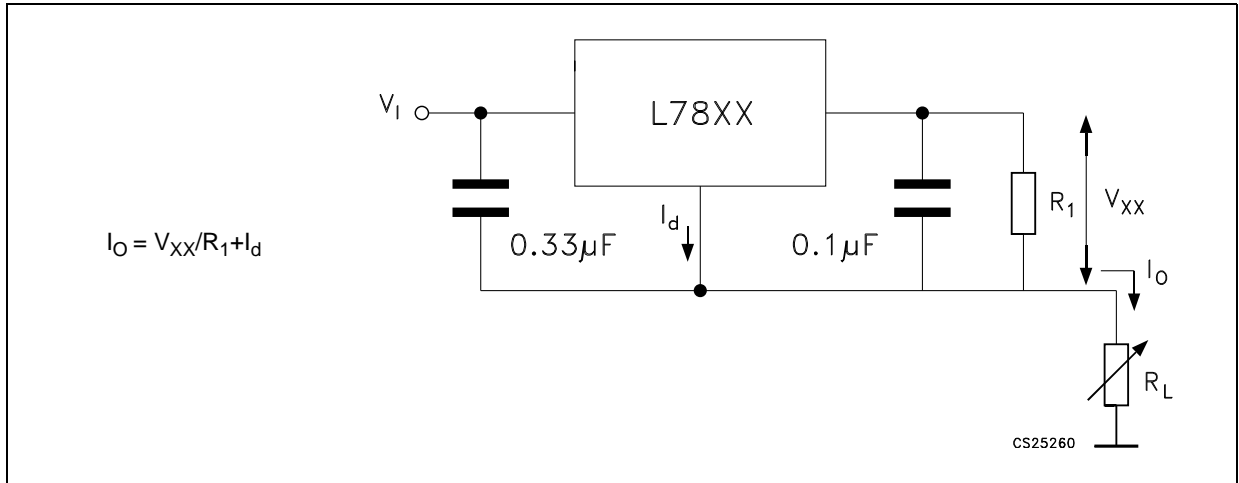 L78XX
V_I
I_d
R_1
V_XX
0.33µF
0.1µF
I_O = V_XX/R_1+I_d
I_O
R_L
CS25260